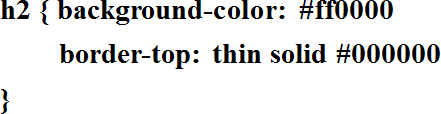 h2 { background-color: #ff0000
border-top: thin solid #000000
}